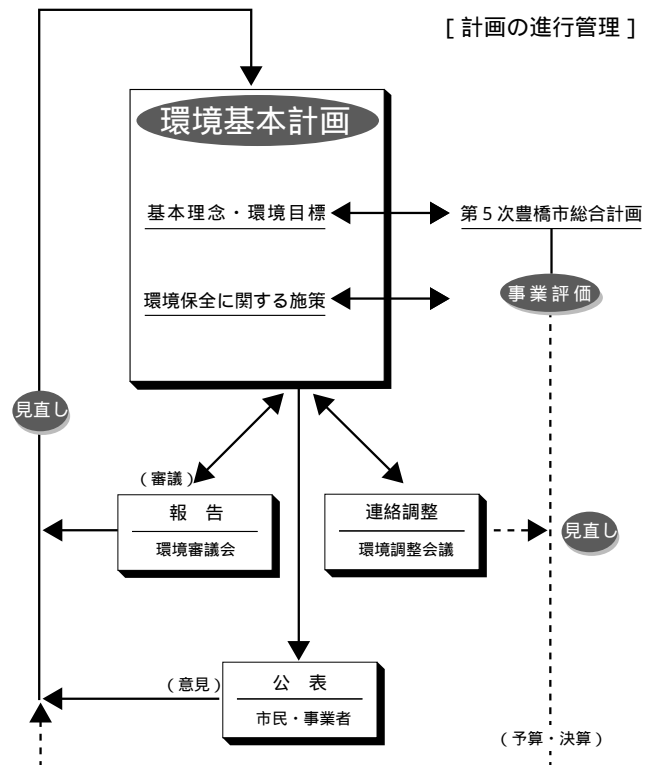 [ 計画の進行管理 ]
環境基本計画
基本理念・環境目標
第5次豊橋市総合計画
事業評価
環境保全に関する施策
見直し
(審議)
報 告
環境審議会
連絡調整
環境調整会議
見直し
(意見)
公 表
市民・事業者
(予算・決算)